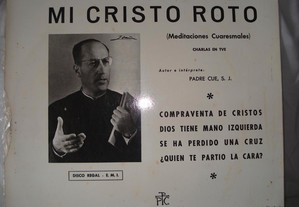 MI CRISTO ROTO
(Meditaciones Cuaresmales)
CHARLAS EN TVE
Autor e intérprete.
PADRE CUE, S. J.
COMPRAVENTA DE CRISTOS
DIOS TIENE MANO IZQUIERDA
SE HA PERDIDO UNA CRUZ
¿QUIEN TE PARTIO LA CARA?
DISCO REGAL - E. M. I.